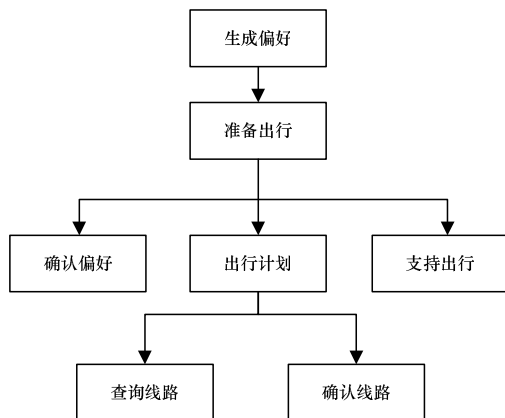 生成偏好
准备出行
确认偏好
出行计划
支持出行
查询线路
确认线路